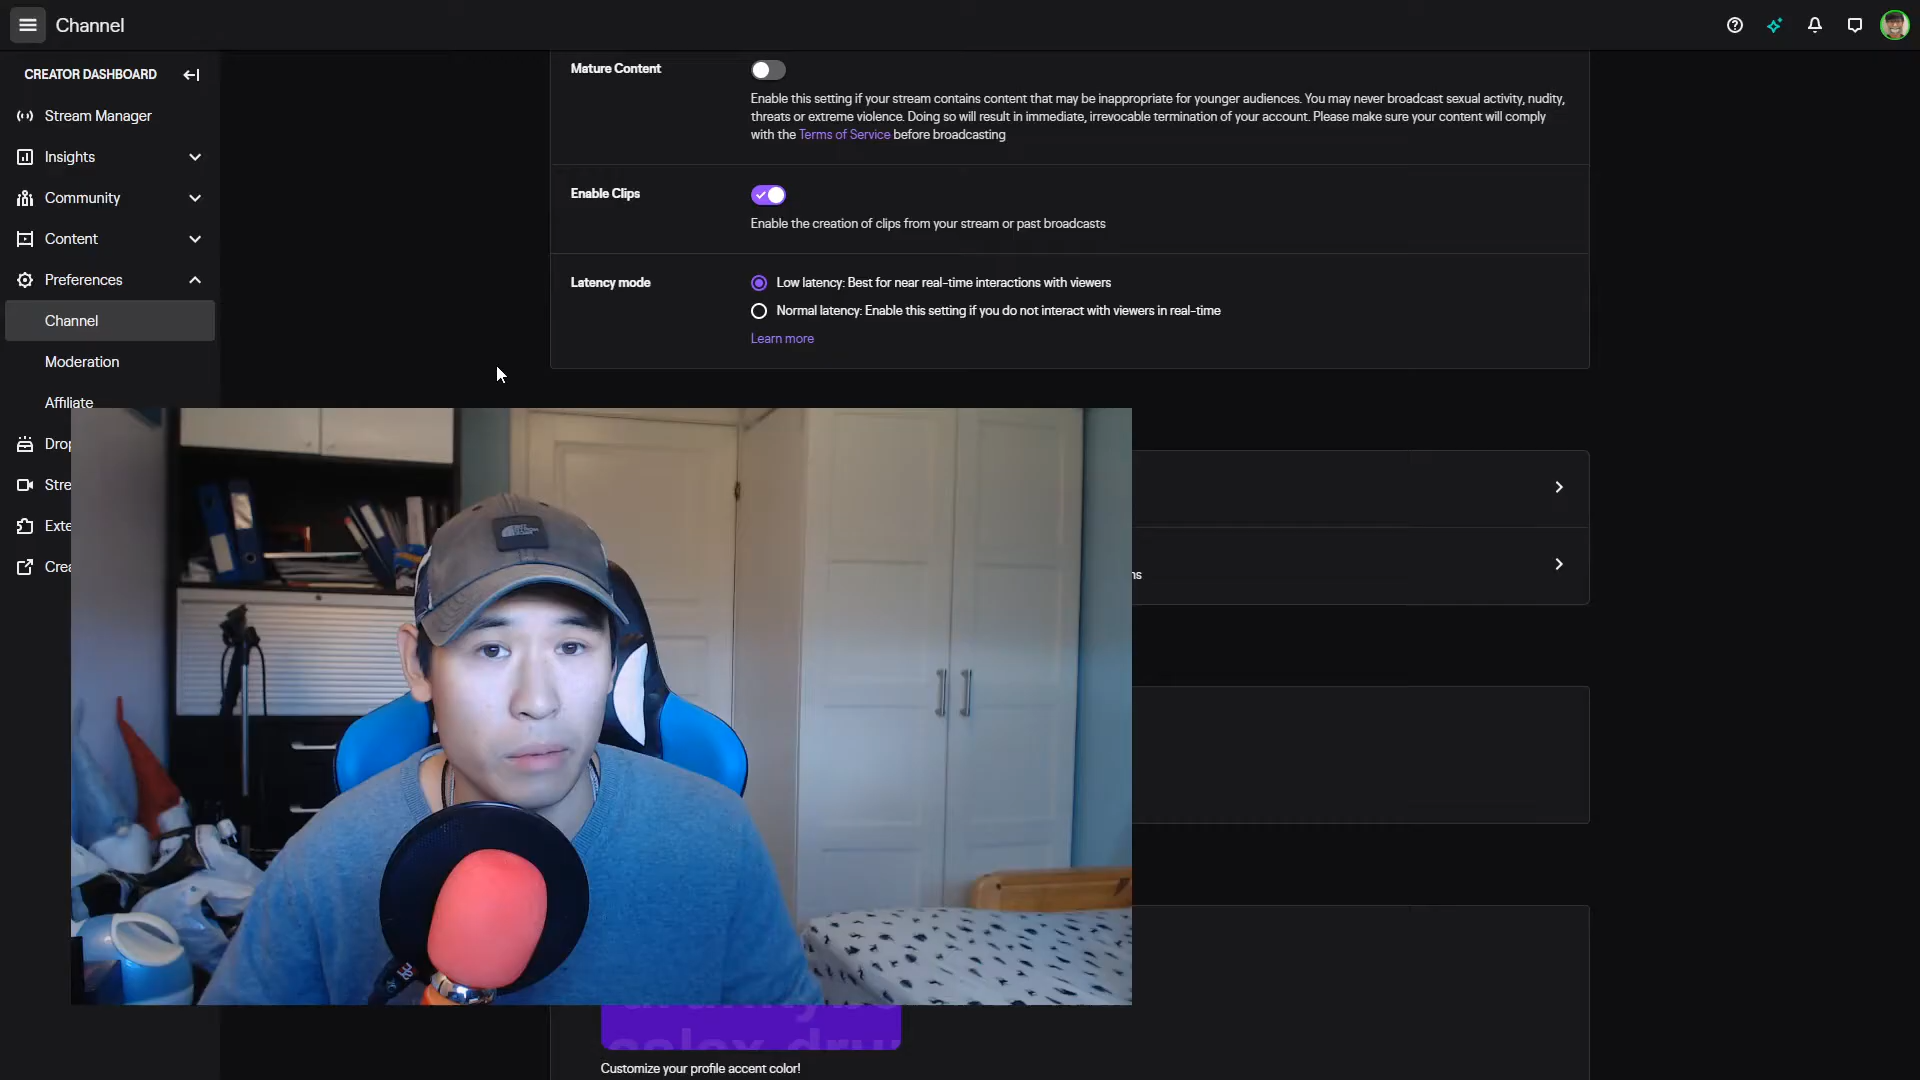 Channel
CREATOR DASHBOARD
Stream Manager
Insights
Community
Content
Preferences
Channel
Moderation
Affiliate
Drop
Stre
Exte
Crea
Mature Content
Enable this setting if your stream contains content that may be inappropriate for younger audiences. You may never broadcast sexual activity, nudity,
threats or extreme violence. Doing so will result in immediate, irrevocable termination of your account. Please make sure your content will comply
with the Terms of Service before broadcasting
Enable Clips
Enable the creation of clips from your stream or past broadcasts
Latency mode
Low latency: Best for near real-time interactions with viewers
Normal latency: Enable this setting if you do not interact with viewers in real-time
Learn more
ns
Customize your profile accent color!